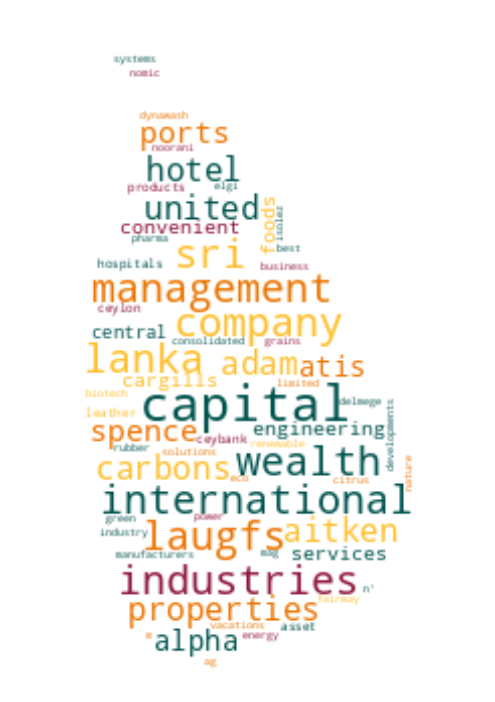 systems
nomic
dynawash
ports
noorani
hotel
products elgi
united foods isolez
convenient
pharma best
sri
hospitals business
management
ceylon
company
central consolidated grains
lanka adam atis
cargills limited
biotech
capital delmege
leather
spence engineering developments
ceybank renewable
rubber solutions
carbons wealth nature
eco citrus
international
green power
laugfs aitken
industry
manufacturers mag services
industries n'
fairway
properties
vacations asset
m alpha energy
ag